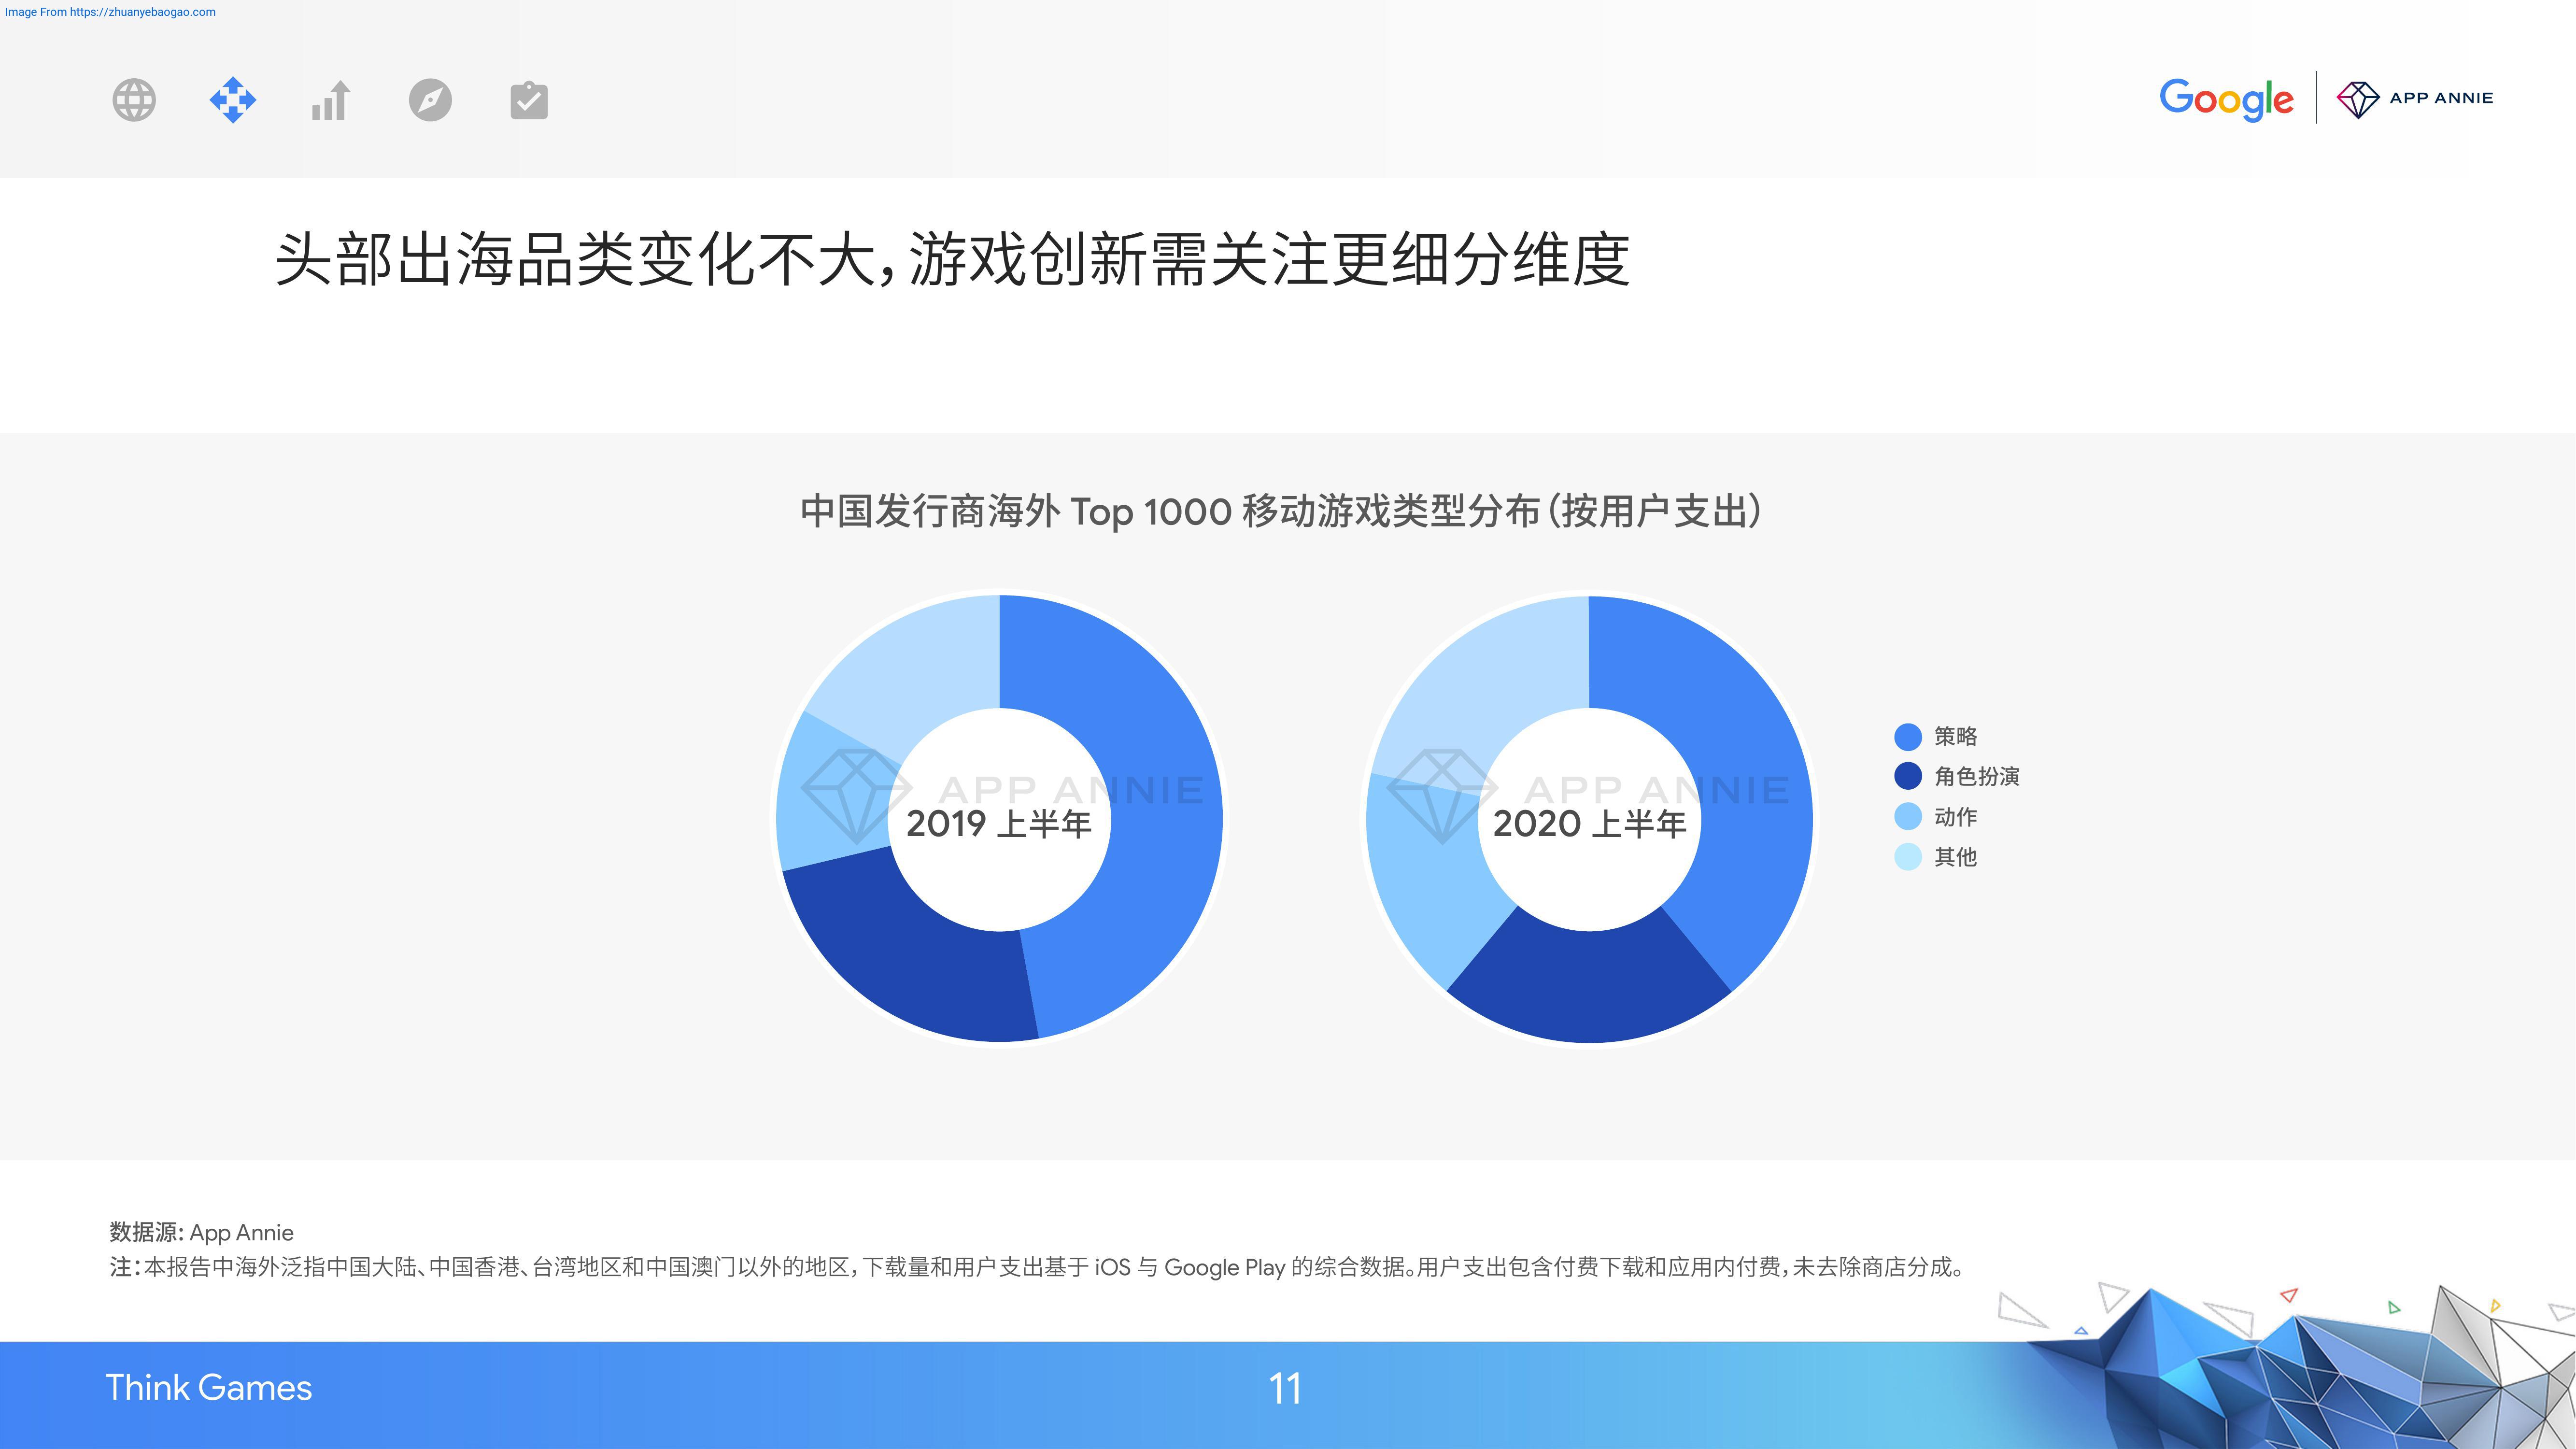 Image From https://zhuanyebaogao.com
Google
APP ANNIE
头部出海品类变化不大，游戏创新需关注更细分维度
中国发行商海外 Top 1000 移动游戏类型分布（按用户支出）
APP ANNIE
2019 上半年
APP ANNIE
2020 上半年
策略
角色扮演
动作
其他
数据源: App Annie
注：本报告中海外泛指中国大陆、中国香港、台湾地区和中国澳门以外的地区，下载量和用户支出基于 iOS 与 Google Play 的综合数据。用户支出包含付费下载和应用内付费，未去除商店分成。
Think Games
11